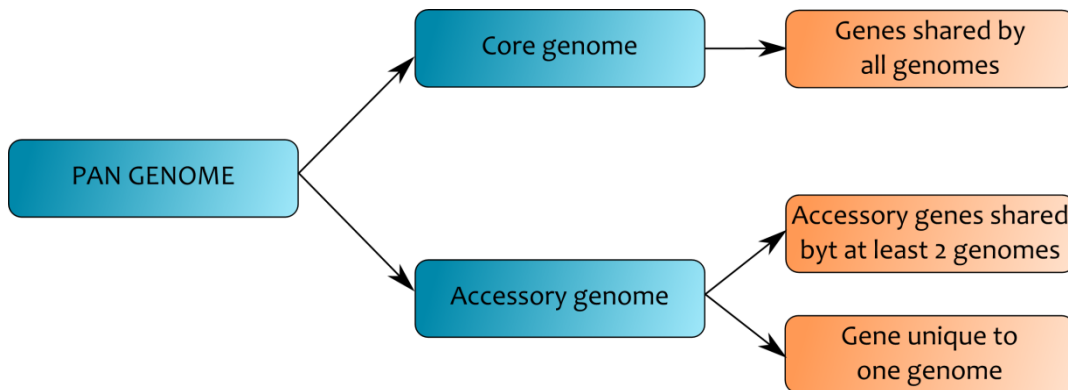 PAN GENOME
Core genome
Genes shared by
all genomes
Accessory genome
Accessory genes shared
byt at least 2 genomes
Gene unique to
one genome